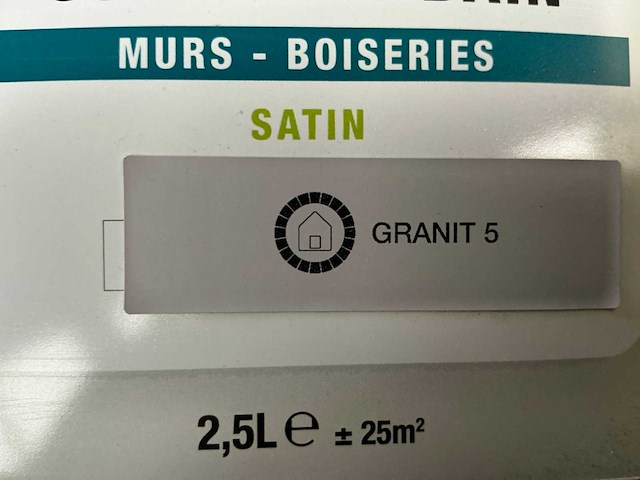 MURS - BOISERIES
SATIN
GRANIT 5
2,5L ℮ ± 25m²